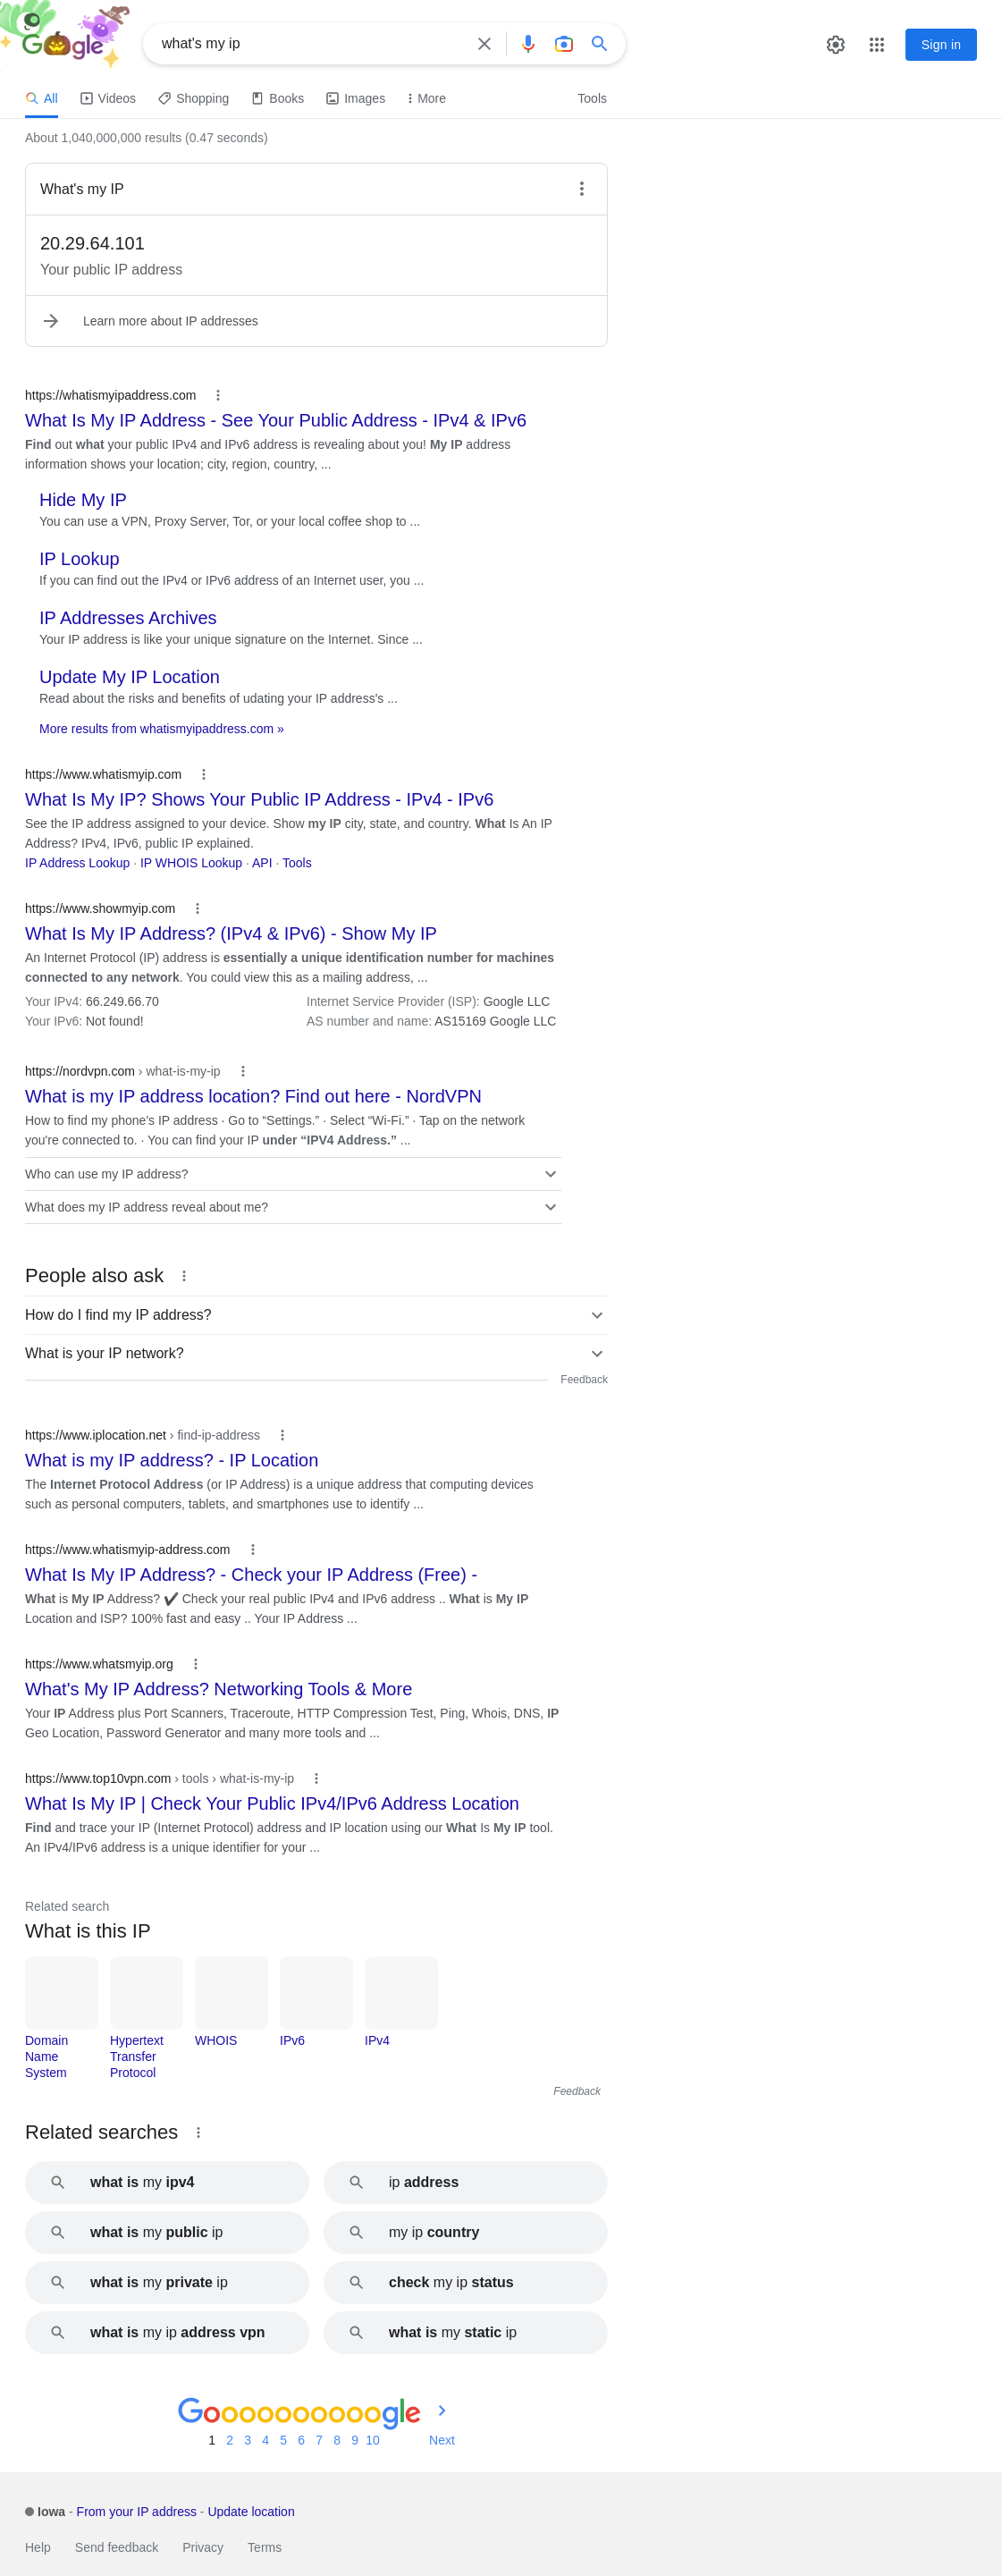 Google
what's my ip
Sign in
All
Videos
Shopping
Books
Images
More
Tools
About 1,040,000,000 results (0.47 seconds)
What's my IP
20.29.64.101
Your public IP address
Learn more about IP addresses
https://whatismyipaddress.com
What Is My IP Address - See Your Public Address - IPv4 & IPv6
Find out what your public IPv4 and IPv6 address is revealing about you! My IP address
information shows your location; city, region, country, ...
Hide My IP
You can use a VPN, Proxy Server, Tor, or your local coffee shop to ...
IP Lookup
If you can find out the IPv4 or IPv6 address of an Internet user, you ...
IP Addresses Archives
Your IP address is like your unique signature on the Internet. Since ...
Update My IP Location
Read about the risks and benefits of udating your IP address's ...
More results from whatismyipaddress.com »
https://www.whatismyip.com
What Is My IP? Shows Your Public IP Address - IPv4 - IPv6
See the IP address assigned to your device. Show my IP city, state, and country. What Is An IP
Address? IPv4, IPv6, public IP explained.
IP Address Lookup · IP WHOIS Lookup · API · Tools
https://www.showmyip.com
What Is My IP Address? (IPv4 & IPv6) - Show My IP
An Internet Protocol (IP) address is essentially a unique identification number for machines
connected to any network. You could view this as a mailing address, ...
Your IPv4: 66.249.66.70
Internet Service Provider (ISP): Google LLC
Your IPv6: Not found!
AS number and name: AS15169 Google LLC
https://nordvpn.com › what-is-my-ip
What is my IP address location? Find out here - NordVPN
How to find my phone's IP address · Go to “Settings.” · Select “Wi-Fi.” · Tap on the network
you're connected to. · You can find your IP under “IPV4 Address.” ...
Who can use my IP address?
What does my IP address reveal about me?
People also ask
How do I find my IP address?
What is your IP network?
Feedback
https://www.iplocation.net › find-ip-address
What is my IP address? - IP Location
The Internet Protocol Address (or IP Address) is a unique address that computing devices
such as personal computers, tablets, and smartphones use to identify ...
https://www.whatismyip-address.com
What Is My IP Address? - Check your IP Address (Free) -
What is My IP Address? ✔️ Check your real public IPv4 and IPv6 address .. What is My IP
Location and ISP? 100% fast and easy .. Your IP Address ...
https://www.whatsmyip.org
What's My IP Address? Networking Tools & More
Your IP Address plus Port Scanners, Traceroute, HTTP Compression Test, Ping, Whois, DNS, IP
Geo Location, Password Generator and many more tools and ...
https://www.top10vpn.com › tools › what-is-my-ip
What Is My IP | Check Your Public IPv4/IPv6 Address Location
Find and trace your IP (Internet Protocol) address and IP location using our What Is My IP tool.
An IPv4/IPv6 address is a unique identifier for your ...
Related search
What is this IP
Domain
Name
System
Hypertext
Transfer
Protocol
WHOIS
IPv6
IPv4
Feedback
Related searches
what is my ipv4
ip address
what is my public ip
my ip country
what is my private ip
check my ip status
what is my ip address vpn
what is my static ip
Goooooooooogle
1 2 3 4 5 6 7 8 9 10 Next
Iowa - From your IP address - Update location
Help Send feedback Privacy Terms